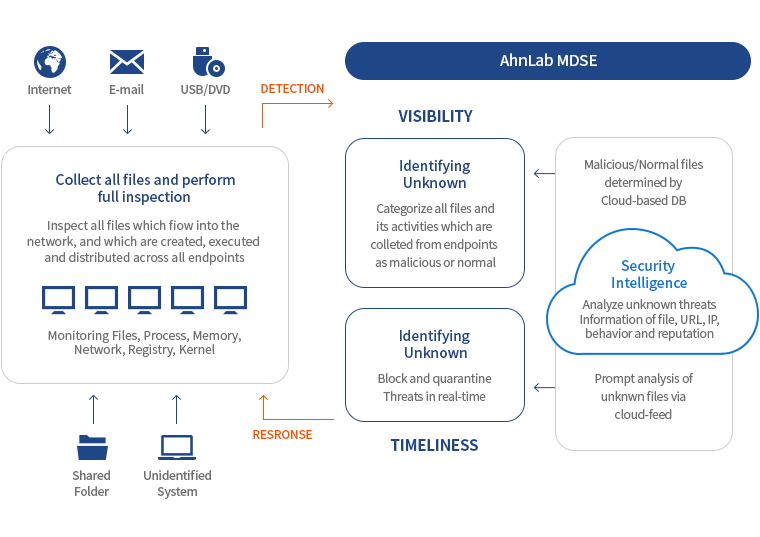 Internet
E-mail
USB/DVD
DETECTION
AhnLab MDSE
Collect all files and perform
full inspection
Inspect all files which fiow into the
network, and which are created, executed
and distributed across all endpoints
Monitoring Files, Process, Memory,
Network, Registry, Kernel
Shared
Folder
Unidentified
System
RESRONSE
VISIBILITY
Identifying
Unknown
Categorize all files and
its activities which are
colleted from endpoints
as malicious or normal
Identifying
Unknown
Block and quarantine
Threats in real-time
TIMELINESS
Malicious/Normal files
determined by
Cloud-based DB
Security
Intelligence
Analyze unknown threats
Information of file, URL, IP,
behavior and reputation
Prompt analysis of
unknwn files via
cloud-feed